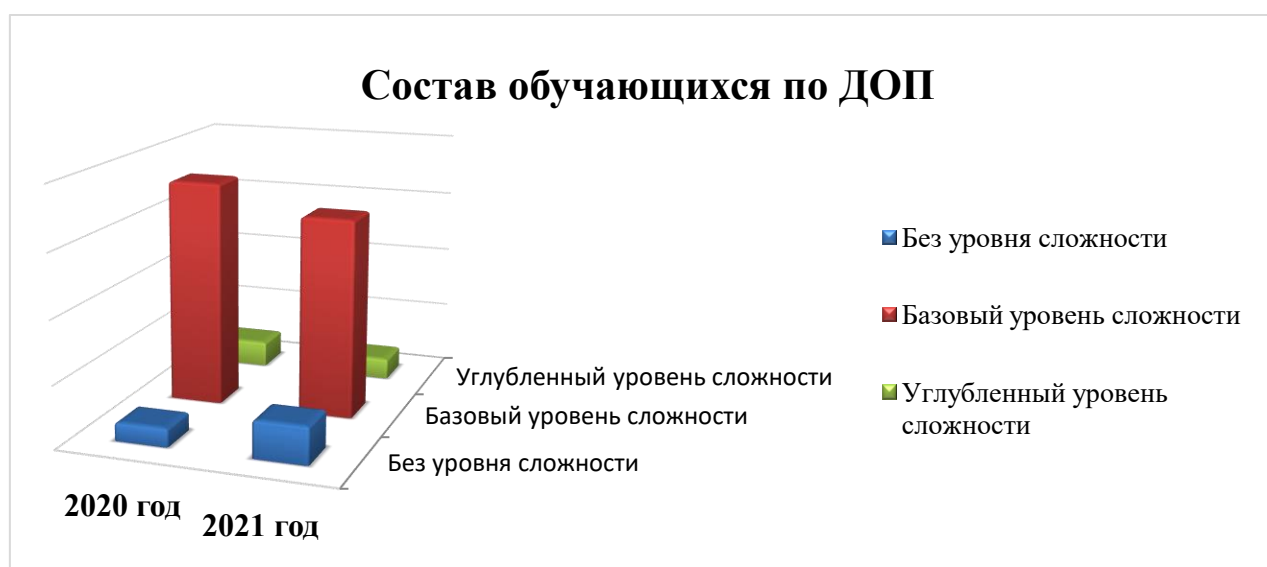 Состав обучающихся по ДОП
Углубленный уровень сложности
Базовый уровень сложности
Без уровня сложности
2020 год
2021 год
Без уровня сложности
Базовый уровень сложности
Углубленный уровень
сложности